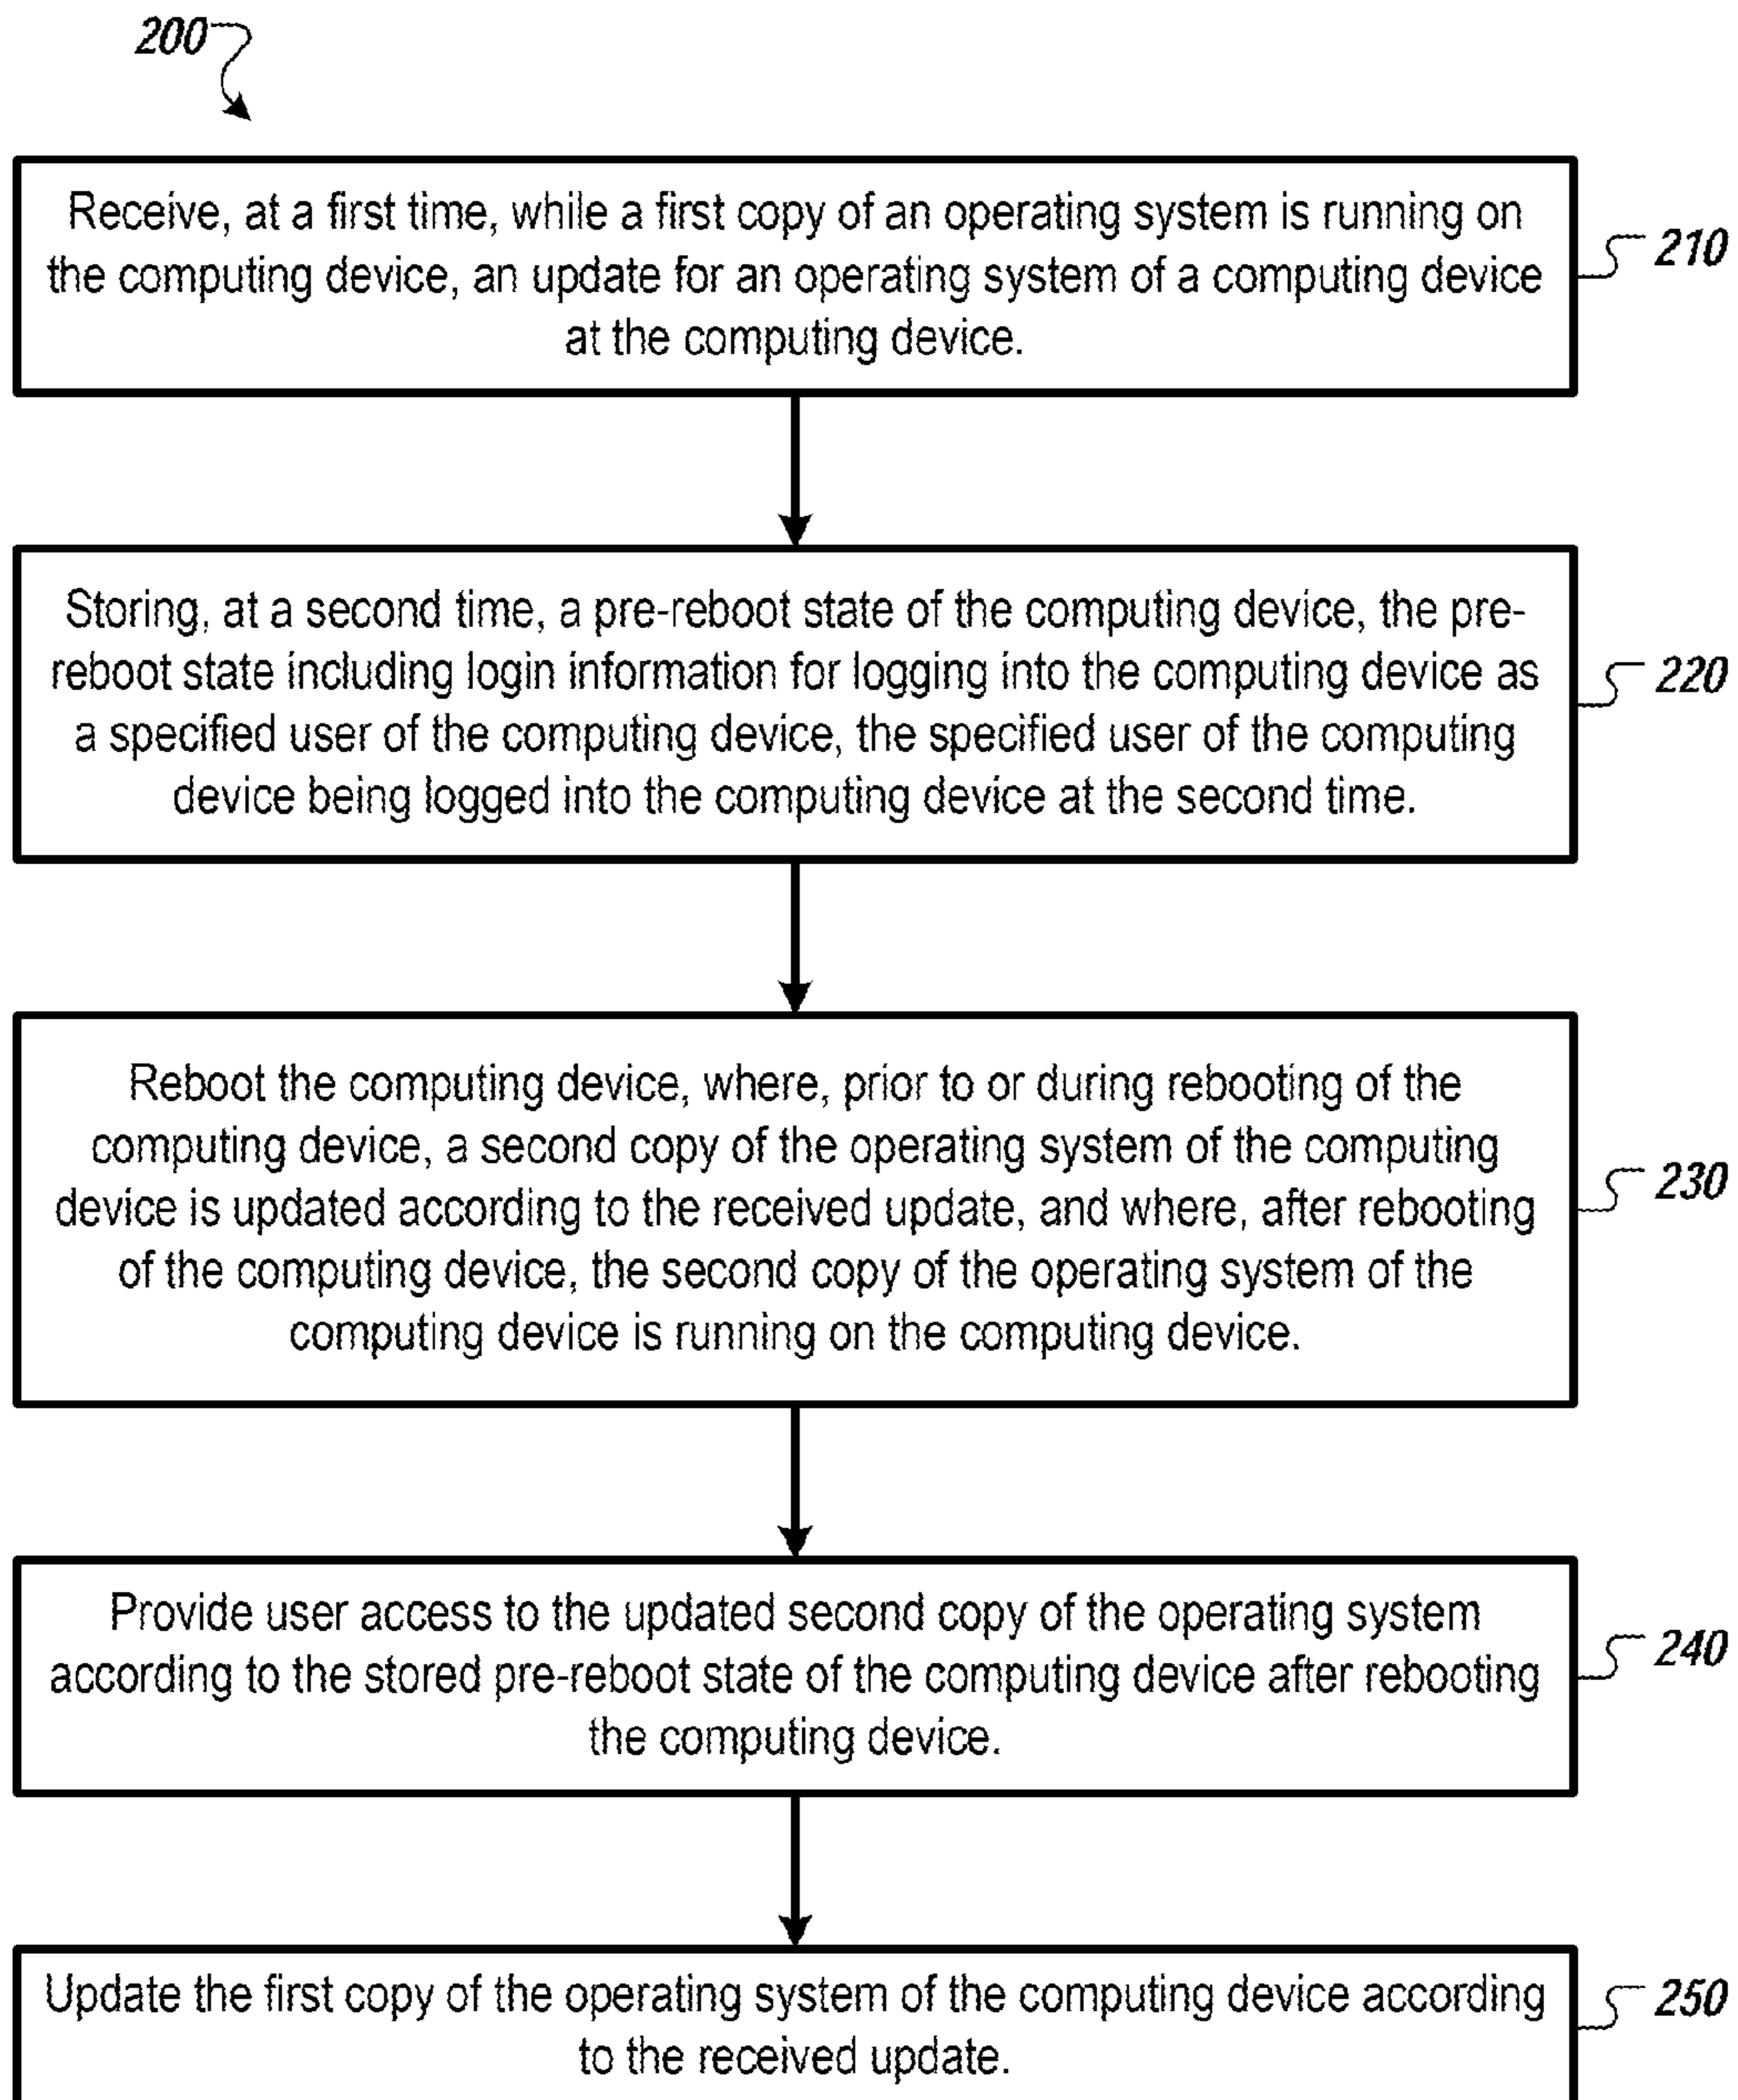 200
Receive, at a first time, while a first copy of an operating system is running on
the computing device, an update for an operating system of a computing device
at the computing device.
210
Storing, at a second time, a pre-reboot state of the computing device, the pre-
reboot state including login information for logging into the computing device as
a specified user of the computing device, the specified user of the computing
device being logged into the computing device at the second time.
220
Reboot the computing device, where, prior to or during rebooting of the
computing device, a second copy of the operating system of the computing
device is updated according to the received update, and where, after rebooting
of the computing device, the second copy of the operating system of the
computing device is running on the computing device.
230
Provide user access to the updated second copy of the operating system
according to the stored pre-reboot state of the computing device after rebooting
the computing device.
240
Update the first copy of the operating system of the computing device according
to the received update.
250